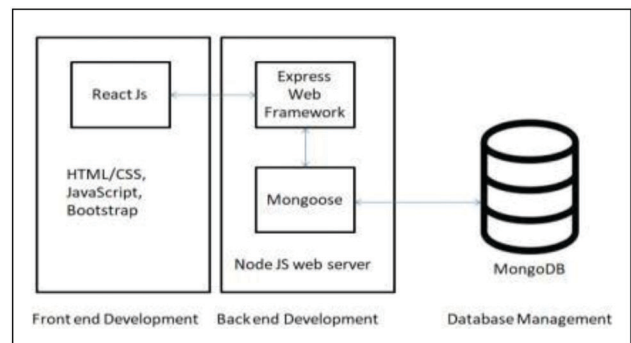 React Js
HTML/CSS,
JavaScript,
Bootstrap
Front end Development
Express
Web
Framework
Mongoose
Node JS web server
Back end Development
MongoDB
Database Management